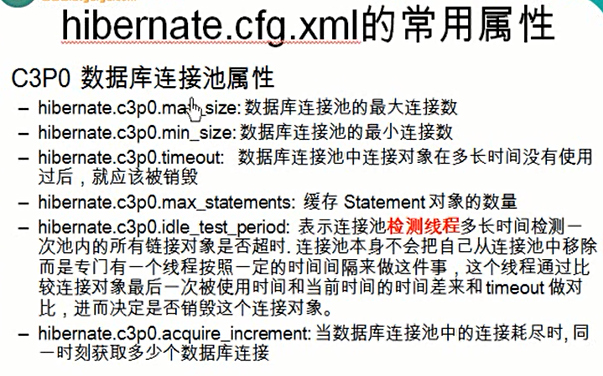 hibernate.cfg.xml的常用属性
C3P0 数据库连接池属性
– hibernate.c3p0.max_size: 数据库连接池的最大连接数
– hibernate.c3p0.min_size: 数据库连接池的最小连接数
– hibernate.c3p0.timeout: 数据库连接池中连接对象在多长时间没有使用
过后，就应该被销毁
– hibernate.c3p0.max_statements: 缓存 Statement 对象的数量
– hibernate.c3p0.idle_test_period: 表示连接池检测线程多长时间检测一
次池内的所有链接对象是否超时. 连接池本身不会把自己从连接池中移除
而是专门有一个线程按照一定的时间间隔来做这件事，这个线程通过比
较连接对象最后一次被使用时间和当前时间的时间差来和 timeout 做对
比，进而决定是否销毁这个连接对象。
– hibernate.c3p0.acquire_increment: 当数据库连接池中的连接耗尽时, 同
一时刻获取多少个数据库连接